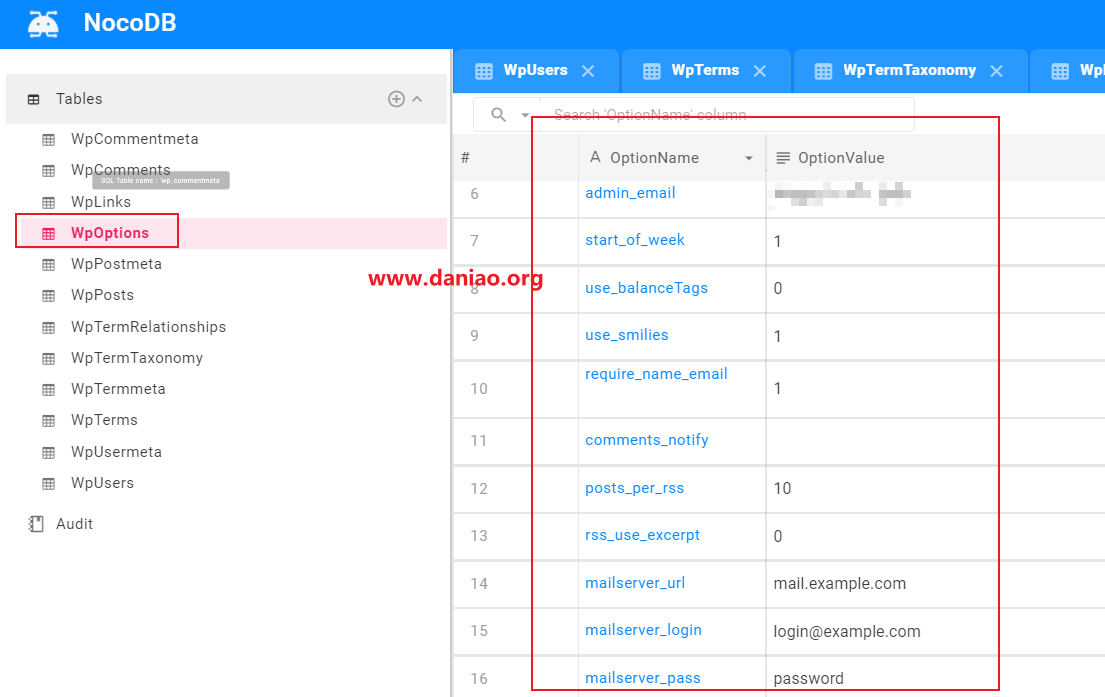 NocoDB
WpUsers
WpTerms
WpTermTaxonomy
Tables
Search 'OptionName' column
WpCommentmeta
# OptionName OptionValue
WpComments
SQL Table name : 'wp_commentmeta'
6 admin_email
WpLinks
WpOptions
7 start_of_week 1
WpPostmeta
www.daniao.org
8 use_balanceTags 0
WpPosts
WpTermRelationships
9 use_smilies 1
WpTermTaxonomy
10 require_name_email 1
WpTermmeta
WpTerms
11 comments_notify
WpUsermeta
WpUsers
12 posts_per_rss 10
Audit
13 rss_use_excerpt 0
14 mailserver_url mail.example.com
15 mailserver_login login@example.com
16 mailserver_pass password